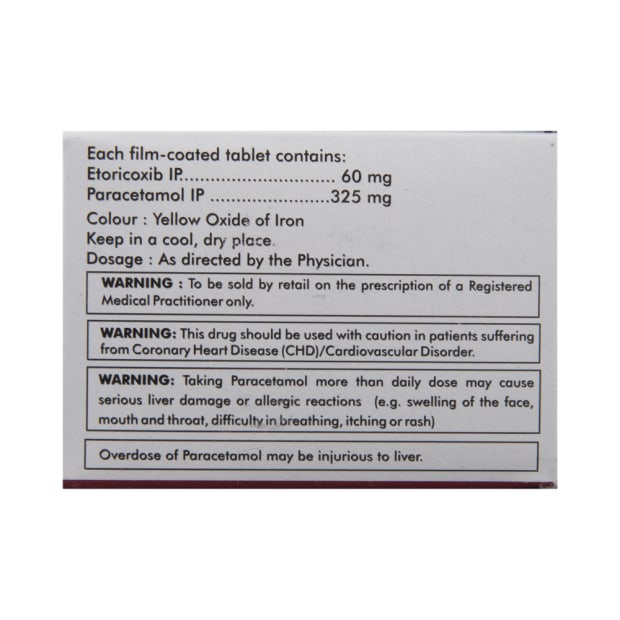 Each film-coated tablet contains:
Etoricoxib IP............................... 60 mg
Paracetamol IP ........................325 mg
Colour : Yellow Oxide of Iron
Keep in a cool, dry place.
Dosage : As directed by the Physician.
WARNING : To be sold by retail on the prescription of a Registered
Medical Practitioner only.
WARNING: This drug should be used with caution in patients suffering
from Coronary Heart Disease (CHD)/Cardiovascular Disorder.
WARNING: Taking Paracetamol more than daily dose may cause
serious liver damage or allergic reactions (e.g. swelling of the face,
mouth and throat, difficulty in breathing, itching or rash)
Overdose of Paracetamol may be injurious to liver.